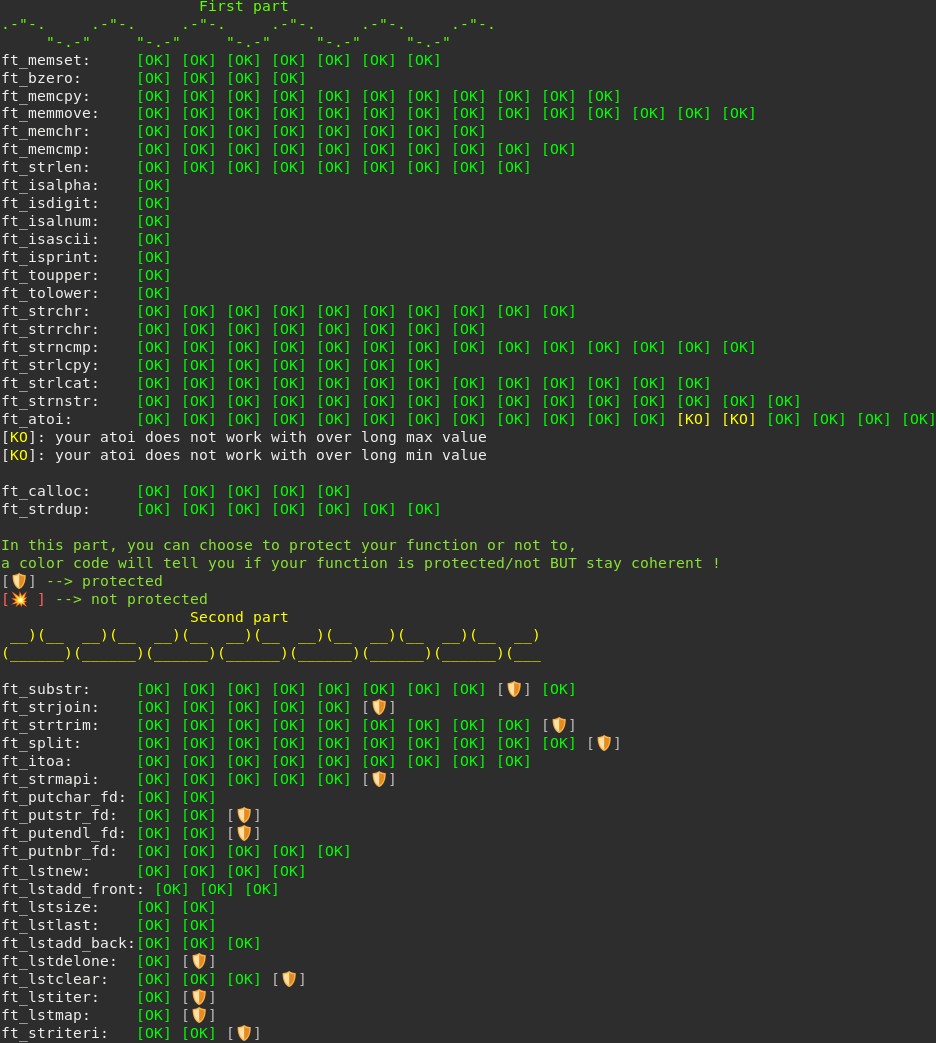 First part
.-"-.     .-"-.     .-"-.     .-"-.     .-"-.     .-"-.
     "-.-"     "-.-"     "-.-"     "-.-"     "-.-"
ft_memset: [OK] [OK] [OK] [OK] [OK] [OK] [OK]
ft_bzero: [OK] [OK] [OK] [OK]
ft_memcpy: [OK] [OK] [OK] [OK] [OK] [OK] [OK] [OK] [OK] [OK] [OK]
ft_memmove: [OK] [OK] [OK] [OK] [OK] [OK] [OK] [OK] [OK] [OK] [OK] [OK] [OK] [OK]
ft_memchr: [OK] [OK] [OK] [OK] [OK] [OK] [OK] [OK]
ft_memcmp: [OK] [OK] [OK] [OK] [OK] [OK] [OK] [OK] [OK] [OK]
ft_strlen: [OK] [OK] [OK] [OK] [OK] [OK] [OK] [OK] [OK]
ft_isalpha: [OK]
ft_isdigit: [OK]
ft_isalnum: [OK]
ft_isascii: [OK]
ft_isprint: [OK]
ft_toupper: [OK]
ft_tolower: [OK]
ft_strchr: [OK] [OK] [OK] [OK] [OK] [OK] [OK] [OK] [OK] [OK]
ft_strrchr: [OK] [OK] [OK] [OK] [OK] [OK] [OK] [OK]
ft_strncmp: [OK] [OK] [OK] [OK] [OK] [OK] [OK] [OK] [OK] [OK] [OK] [OK] [OK] [OK]
ft_strlcpy: [OK] [OK] [OK] [OK] [OK] [OK] [OK]
ft_strlcat: [OK] [OK] [OK] [OK] [OK] [OK] [OK] [OK] [OK] [OK] [OK] [OK] [OK]
ft_strnstr: [OK] [OK] [OK] [OK] [OK] [OK] [OK] [OK] [OK] [OK] [OK] [OK] [OK] [OK] [OK]
ft_atoi: [OK] [OK] [OK] [OK] [OK] [OK] [OK] [OK] [OK] [OK] [OK] [OK] [KO] [KO] [OK] [OK] [OK] [OK]
[KO]: your atoi does not work with over long max value
[KO]: your atoi does not work with over long min value
ft_calloc: [OK] [OK] [OK] [OK] [OK]
ft_strdup: [OK] [OK] [OK] [OK] [OK] [OK] [OK]
In this part, you can choose to protect your function or not to,
a color code will tell you if your function is protected/not BUT stay coherent !
[🛡️] --> protected
[💥 ] --> not protected
Second part
 __)(__  __)(__  __)(__  __)(__  __)(__  __)(__  __)(__  __)
(______)(______)(______)(______)(______)(______)(______)(___
ft_substr: [OK] [OK] [OK] [OK] [OK] [OK] [OK] [OK] [🛡️] [OK]
ft_strjoin: [OK] [OK] [OK] [OK] [OK] [🛡️]
ft_strtrim: [OK] [OK] [OK] [OK] [OK] [OK] [OK] [OK] [OK] [🛡️]
ft_split: [OK] [OK] [OK] [OK] [OK] [OK] [OK] [OK] [OK] [OK] [🛡️]
ft_itoa: [OK] [OK] [OK] [OK] [OK] [OK] [OK] [OK] [OK]
ft_strmapi: [OK] [OK] [OK] [OK] [OK] [🛡️]
ft_putchar_fd: [OK] [OK]
ft_putstr_fd: [OK] [OK] [🛡️]
ft_putendl_fd: [OK] [OK] [🛡️]
ft_putnbr_fd: [OK] [OK] [OK] [OK] [OK]
ft_lstnew: [OK] [OK] [OK] [OK]
ft_lstadd_front: [OK] [OK] [OK]
ft_lstsize: [OK] [OK]
ft_lstlast: [OK] [OK]
ft_lstadd_back:[OK] [OK] [OK]
ft_lstdelone: [OK] [🛡️]
ft_lstclear: [OK] [OK] [OK] [🛡️]
ft_lstiter: [OK] [🛡️]
ft_lstmap: [OK] [🛡️]
ft_striteri: [OK] [OK] [🛡️]